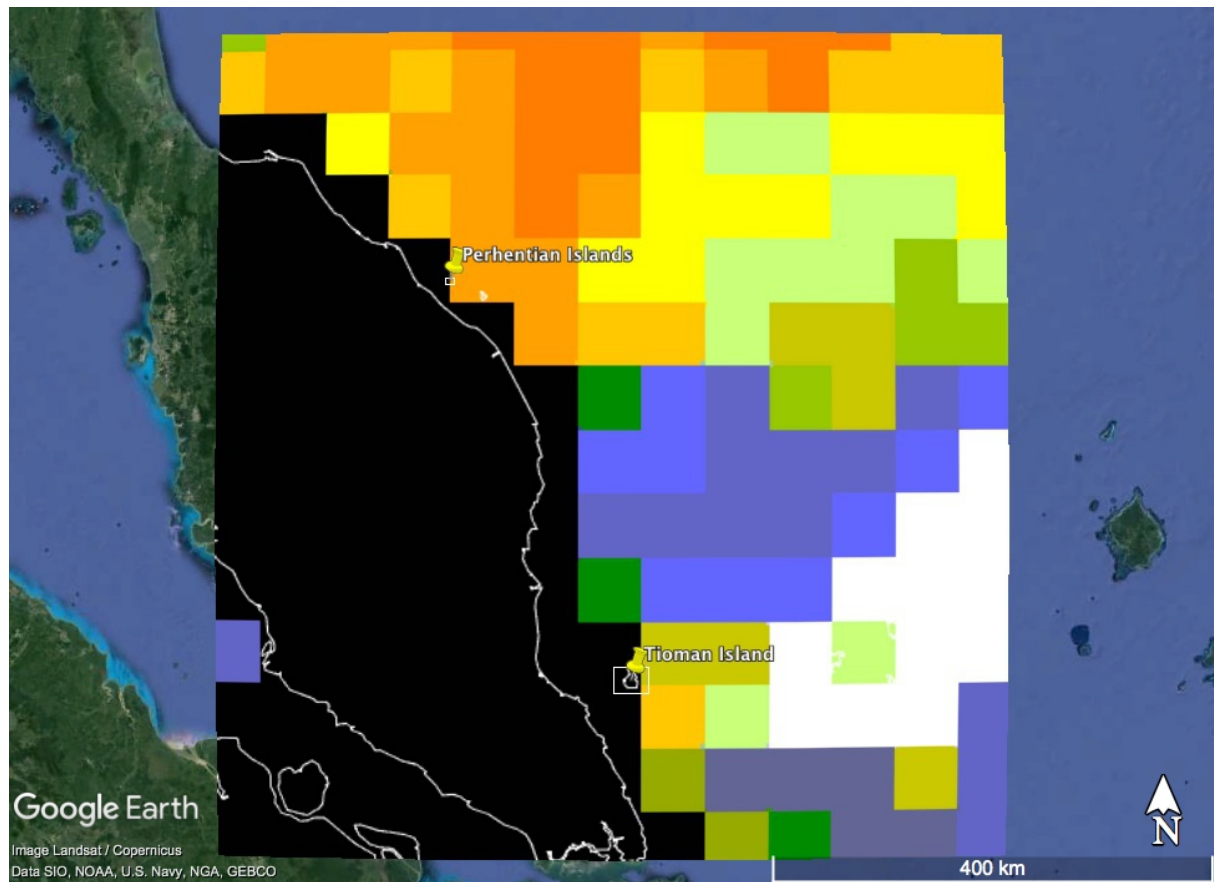 Perhentian Islands
Tioman Island
Google Earth
Image Landsat / Copernicus
Data SIO, NOAA, U.S. Navy, NGA, GEBCO
N
400 km